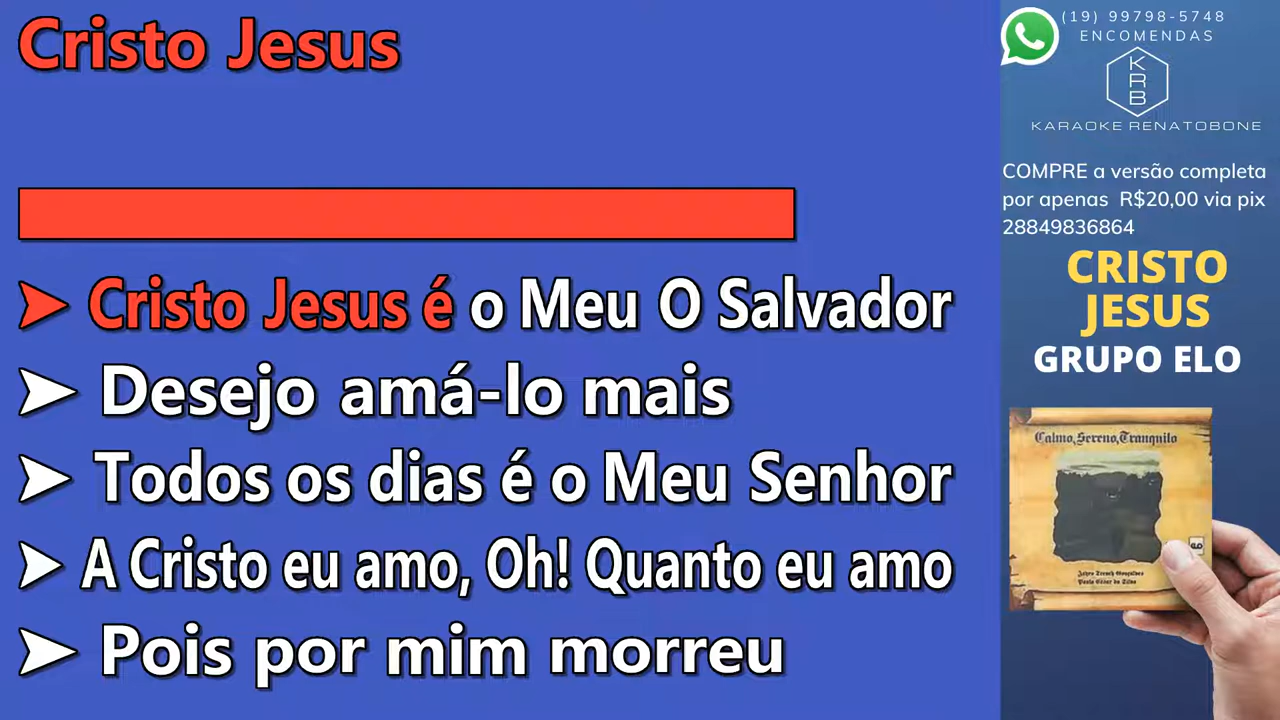 Cristo Jesus
➤ Cristo Jesus é o Meu O Salvador
➤ Desejo amá-lo mais
➤ Todos os dias é o Meu Senhor
➤ A Cristo eu amo, Oh! Quanto eu amo
➤ Pois por mim morreu
(19) 99798-5748
ENCOMENDAS
K
R
B
KARAOKE RENATOBONE
COMPRE a versão completa
por apenas R$20,00 via pix
28849836864
CRISTO
JESUS
GRUPO ELO
Calmo, Sereno, Tranquilo